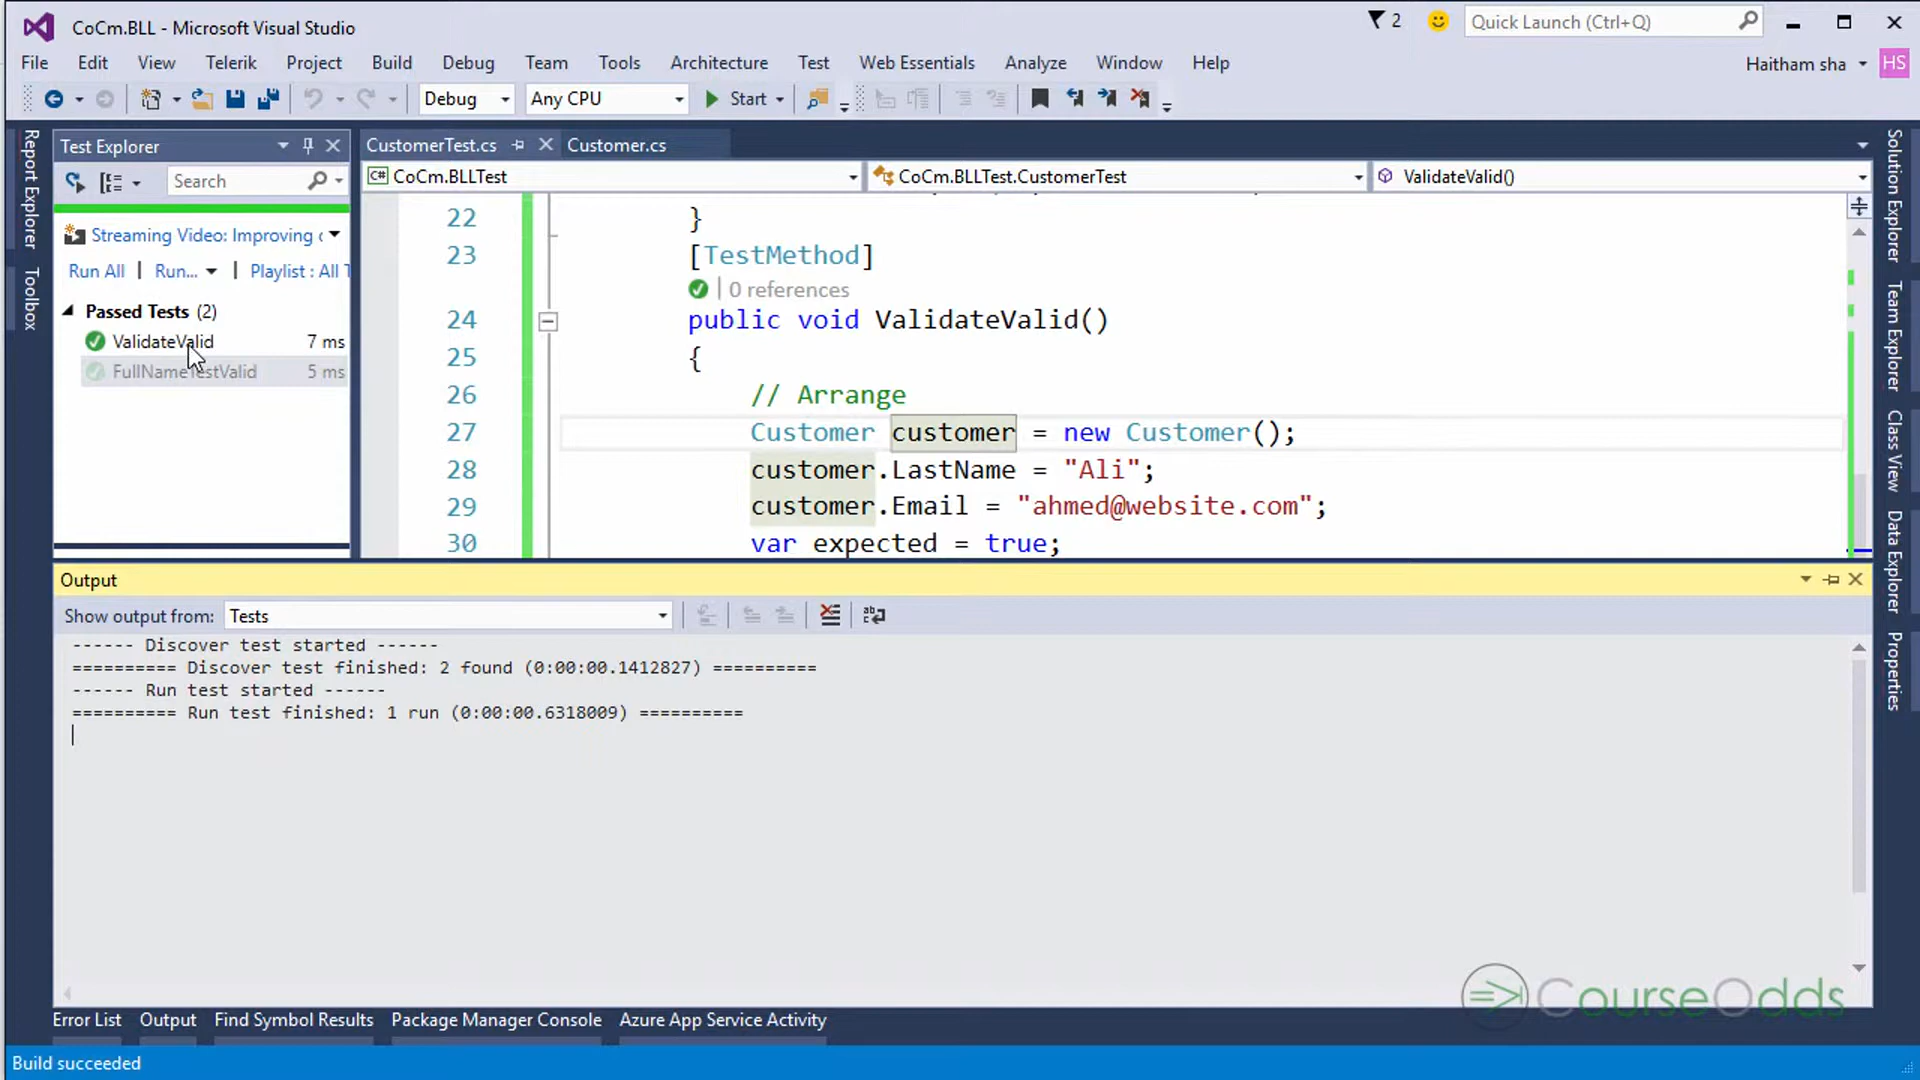 CoCm.BLL - Microsoft Visual Studio
2
Quick Launch (Ctrl+Q)
File Edit View Telerik Project Build Debug Team Tools Architecture Test Web Essentials Analyze Window Help
Haitham sha
HS
Debug
Any CPU
Start
Report Explorer
Toolbox
Test Explorer
Search
Streaming Video: Improving
Run All | Run... | Playlist : All T
Passed Tests (2)
ValidateValid 7 ms
FullNameTestValid 5 ms
CustomerTest.cs
Customer.cs
C# CoCm.BLLTest
CoCm.BLLTest.CustomerTest
ValidateValid()
22 }
23 [TestMethod]
| 0 references
24 public void ValidateValid()
25 {
26 // Arrange
27 Customer customer = new Customer();
28 customer.LastName = "Ali";
29 customer.Email = "ahmed@website.com";
30 var expected = true;
Solution Explorer
Team Explorer
Class View
Data Explorer
Properties
Output
Show output from: Tests
------ Discover test started ------
========== Discover test finished: 2 found (0:00:00.1412827) ==========
------ Run test started ------
========== Run test finished: 1 run (0:00:00.6318009) ==========
CourseOdds
Error List Output Find Symbol Results Package Manager Console Azure App Service Activity
Build succeeded